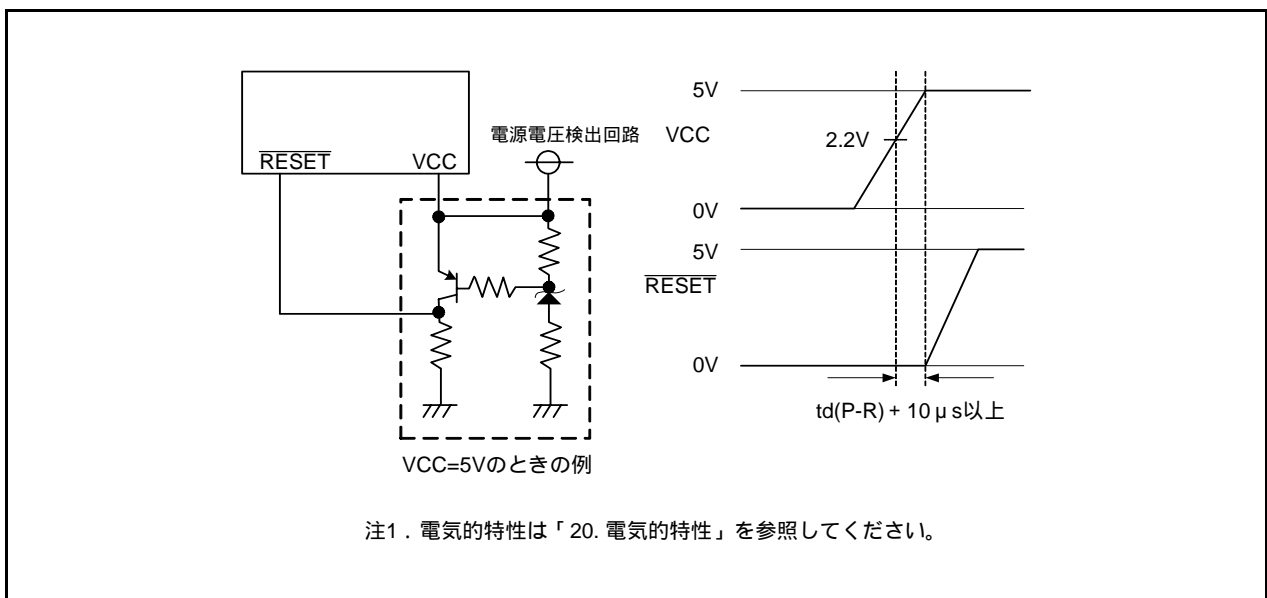 RESET VCC
電源電圧検出回路
VCC=5Vのときの例
5V
VCC
2.2V
0V
5V
RESET
0V
td(P-R) + 10 μ s以上
注1 . 電気的特性は「 20. 電気的特性」を参照してください。